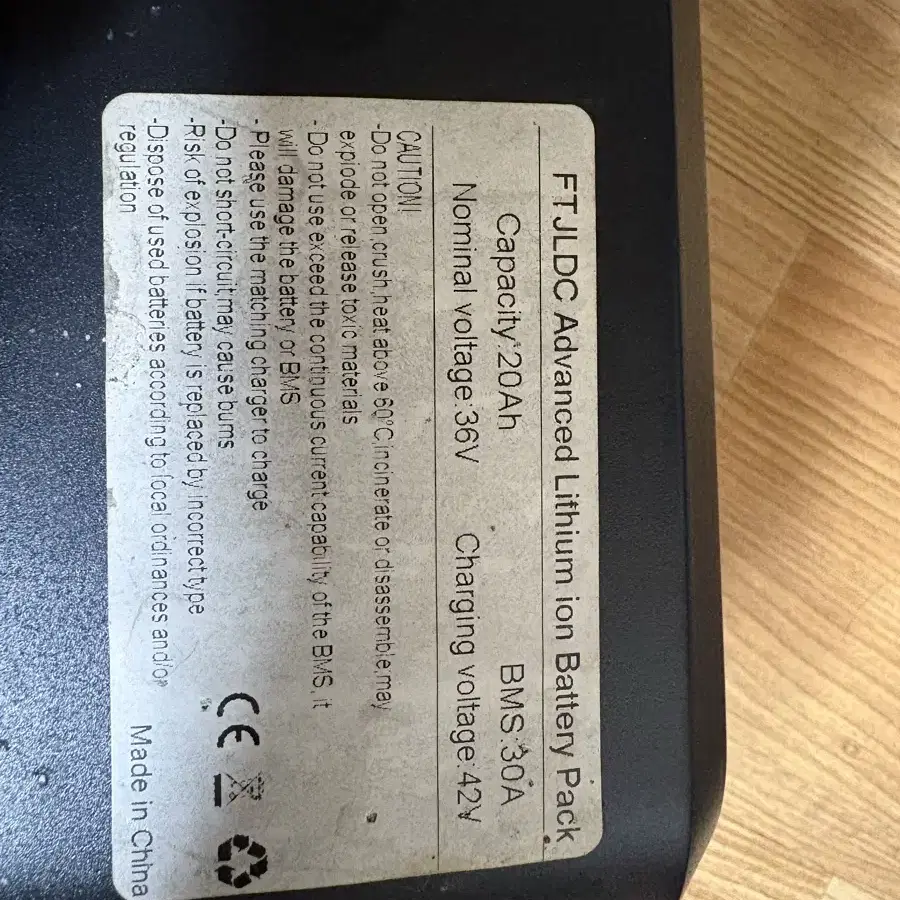 FTJLDC Advanced Lithium ion Battery Pack
Capacity:20Ah BMS:30A
Nominal voltage:36V Charging voltage:42V
CAUTION!
-Do not open,crush,heat above 60°C,incinerate or disassemble,may
explode or release toxic materials
- Do not use exceed the continuous current capability of the BMS, it
will damage the battery or BMS
- Please use the matching charger to charge
-Do not short-circuit,may cause burns
-Risk of explosion if battery is replaced by incorrect type
-Dispose of used batteries according to local ordinances and/or
regulation
CE
Made in China